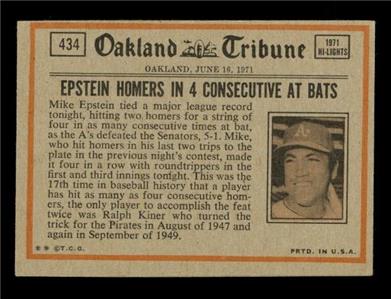 434
Oakland Tribune
1971
HI-LIGHTS
OAKLAND, JUNE 16, 1971
EPSTEIN HOMERS IN 4 CONSECUTIVE AT BATS
Mike Epstein tied a major league record
tonight, hitting two homers for a string of
four in as many consecutive times at bat,
as the A's defeated the Senators, 5-1. Mike,
who hit homers in his last two trips to the
plate in the previous night's contest, made
it four in a row with roundtrippers in the
first and third innings tonight. This was
the 17th time in baseball history that a player
has hit as many as four consecutive hom-
ers, the only player to accomplish the feat
twice was Ralph Kiner who turned the
trick for the Pirates in August of 1947 and
again in September of 1949.
A's
© T.C.G.
PRTD. IN U.S.A.